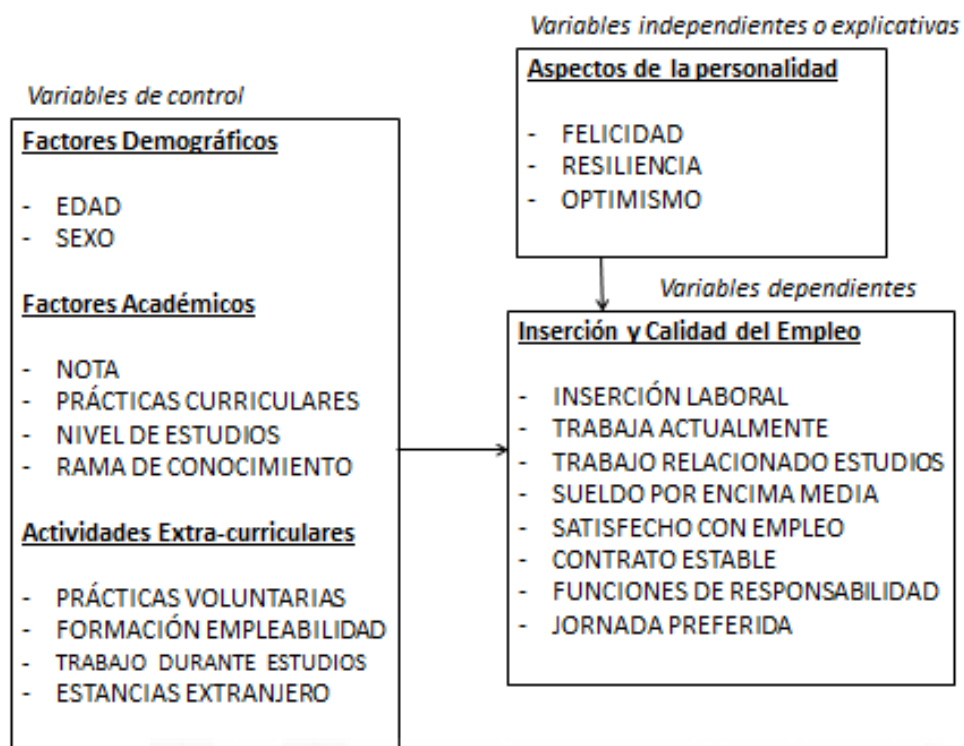 Variables independientes o explicativas
Aspectos de la personalidad
- FELICIDAD
- RESILIENCIA
- OPTIMISMO
Variables de control
Factores Demográficos
- EDAD
- SEXO
Factores Académicos
- NOTA
- PRÁCTICAS CURRICULARES
- NIVEL DE ESTUDIOS
- RAMA DE CONOCIMIENTO
Actividades Extra-curriculares
- PRÁCTICAS VOLUNTARIAS
- FORMACIÓN EMPLEABILIDAD
- TRABAJO DURANTE ESTUDIOS
- ESTANCIAS EXTRANJERO
Variables dependientes
Inserción y Calidad del Empleo
- INSERCIÓN LABORAL
- TRABAJA ACTUALMENTE
- TRABAJO RELACIONADO ESTUDIOS
- SUELDO POR ENCIMA MEDIA
- SATISFECHO CON EMPLEO
- CONTRATO ESTABLE
- FUNCIONES DE RESPONSABILIDAD
- JORNADA PREFERIDA